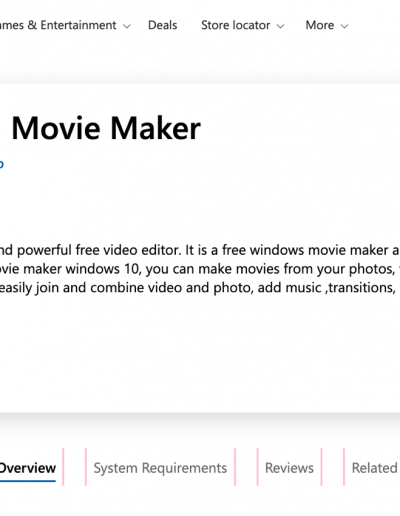 ames & Entertainment Deals Store locator More
Movie Maker
nd powerful free video editor. It is a free windows movie maker a
ovie maker windows 10, you can make movies from your photos,
easily join and combine video and photo, add music ,transitions,
Overview System Requirements Reviews Related